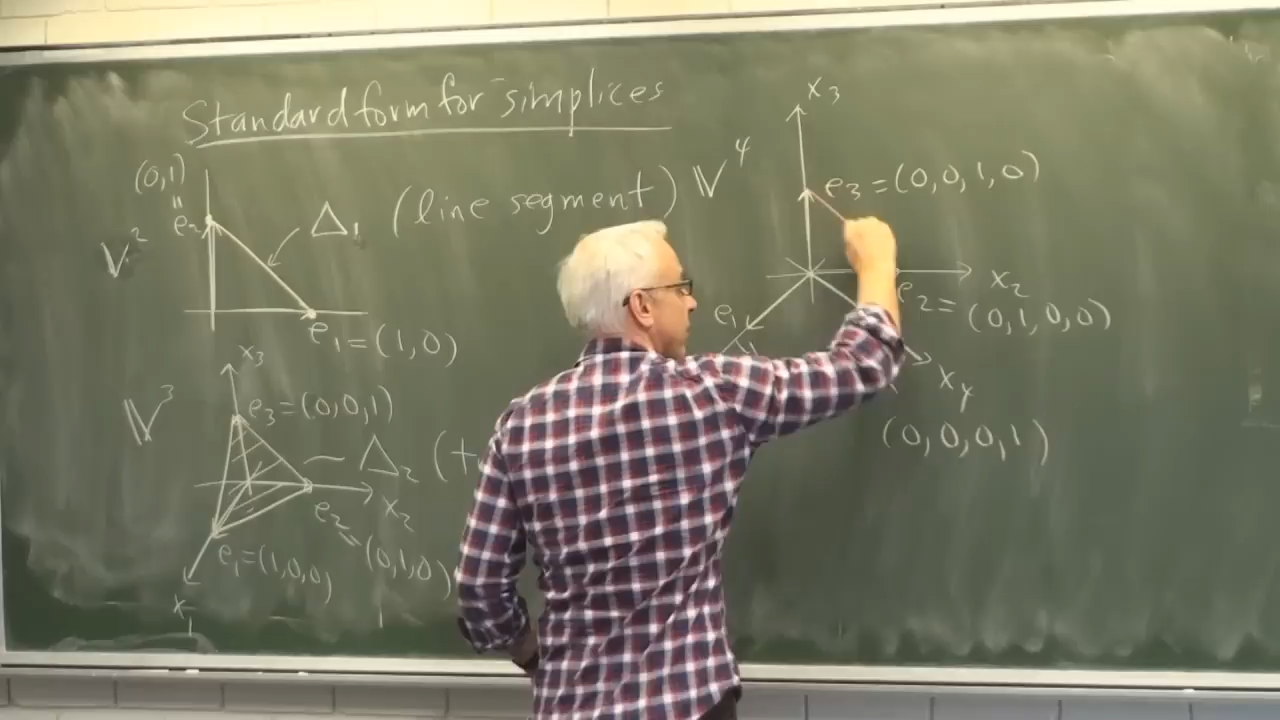 Standard form for simplices
(0,1)
=
e2
V2
Δ1 (line segment)
e1 = (1,0)
x3
V3
e3 = (0,0,1)
Δ2
x2
e2 = (0,1,0)
e1 = (1,0,0)
x1
V4
x3
e3 = (0,0,1,0)
x2
e2 = (0,1,0,0)
e1
x4
(0,0,0,1)